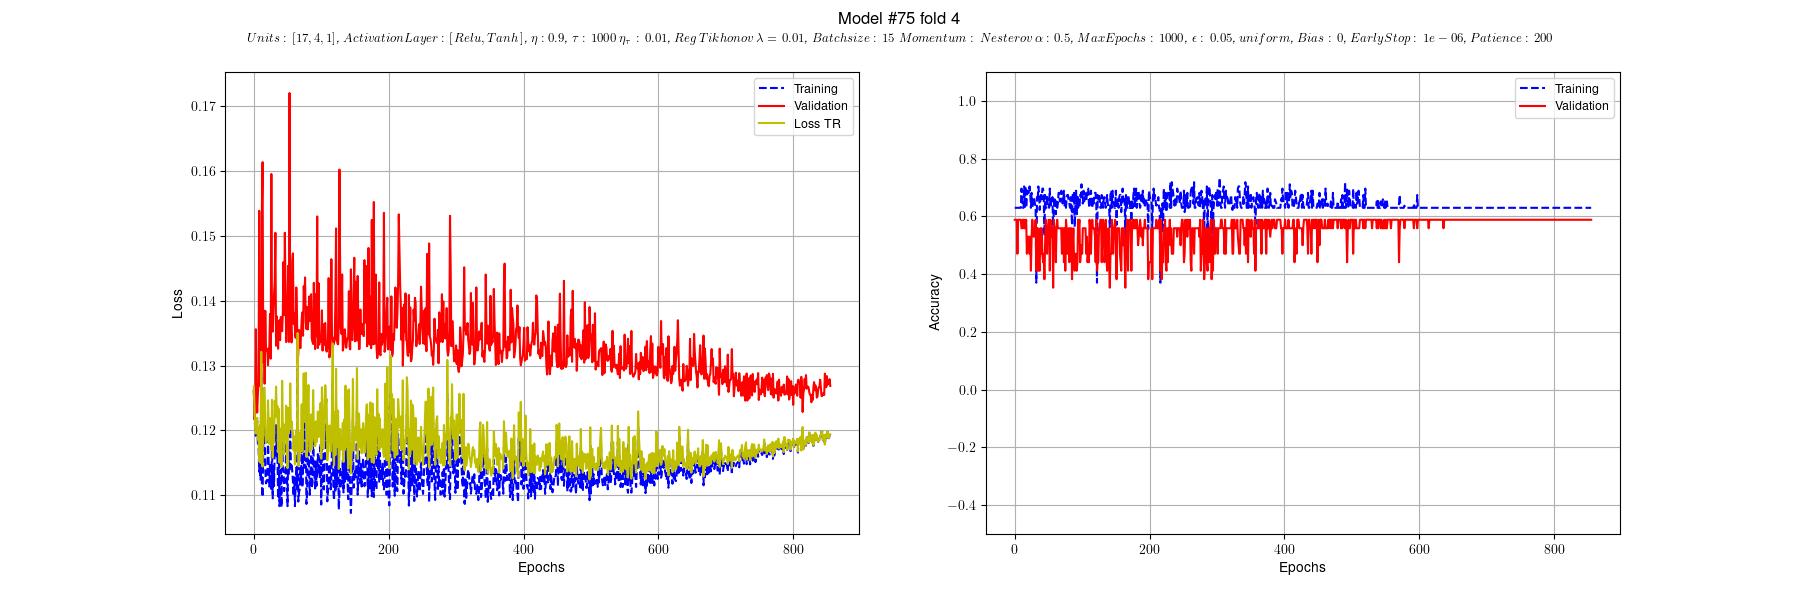 Model #75 fold 4
Units : [17, 4, 1], ActivationLayer : [Relu, Tanh], η : 0.9, τ : 1000 ητ : 0.01, Reg Tikhonov λ = 0.01, Batchsize : 15 Momentum : Nesterov α : 0.5, MaxEpochs : 1000, ϵ : 0.05, uniform, Bias : 0, EarlyStop : 1e − 06, Patience : 200
Training
Validation
Loss TR
0.17
0.16
0.15
0.14
0.13
0.12
0.11
Loss
0 200 400 600 800
Epochs
Training
Validation
1.0
0.8
0.6
0.4
0.2
0.0
−0.2
−0.4
Accuracy
0 200 400 600 800
Epochs